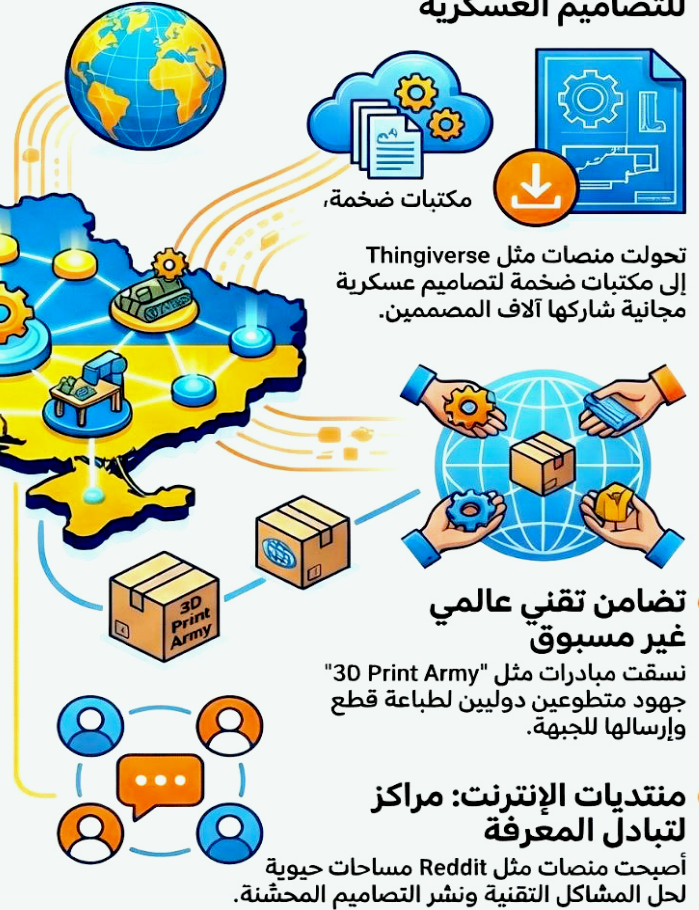 للتصاميم العسكرية
مكتبات ضخمة،
تحولت منصات مثل Thingiverse
إلى مكتبات ضخمة لتصاميم عسكرية
مجانية شاركها آلاف المصممين.
3D
Print
Army
تضامن تقني عالمي
غير مسبوق
نسقت مبادرات مثل "3D Print Army"
جهود متطوعين دوليين لطباعة قطع
وإرسالها للجبهة.
منتديات الإنترنت: مراكز
لتبادل المعرفة
أصبحت منصات مثل Reddit مساحات حيوية
لحل المشاكل التقنية ونشر التصاميم المحسّنة.